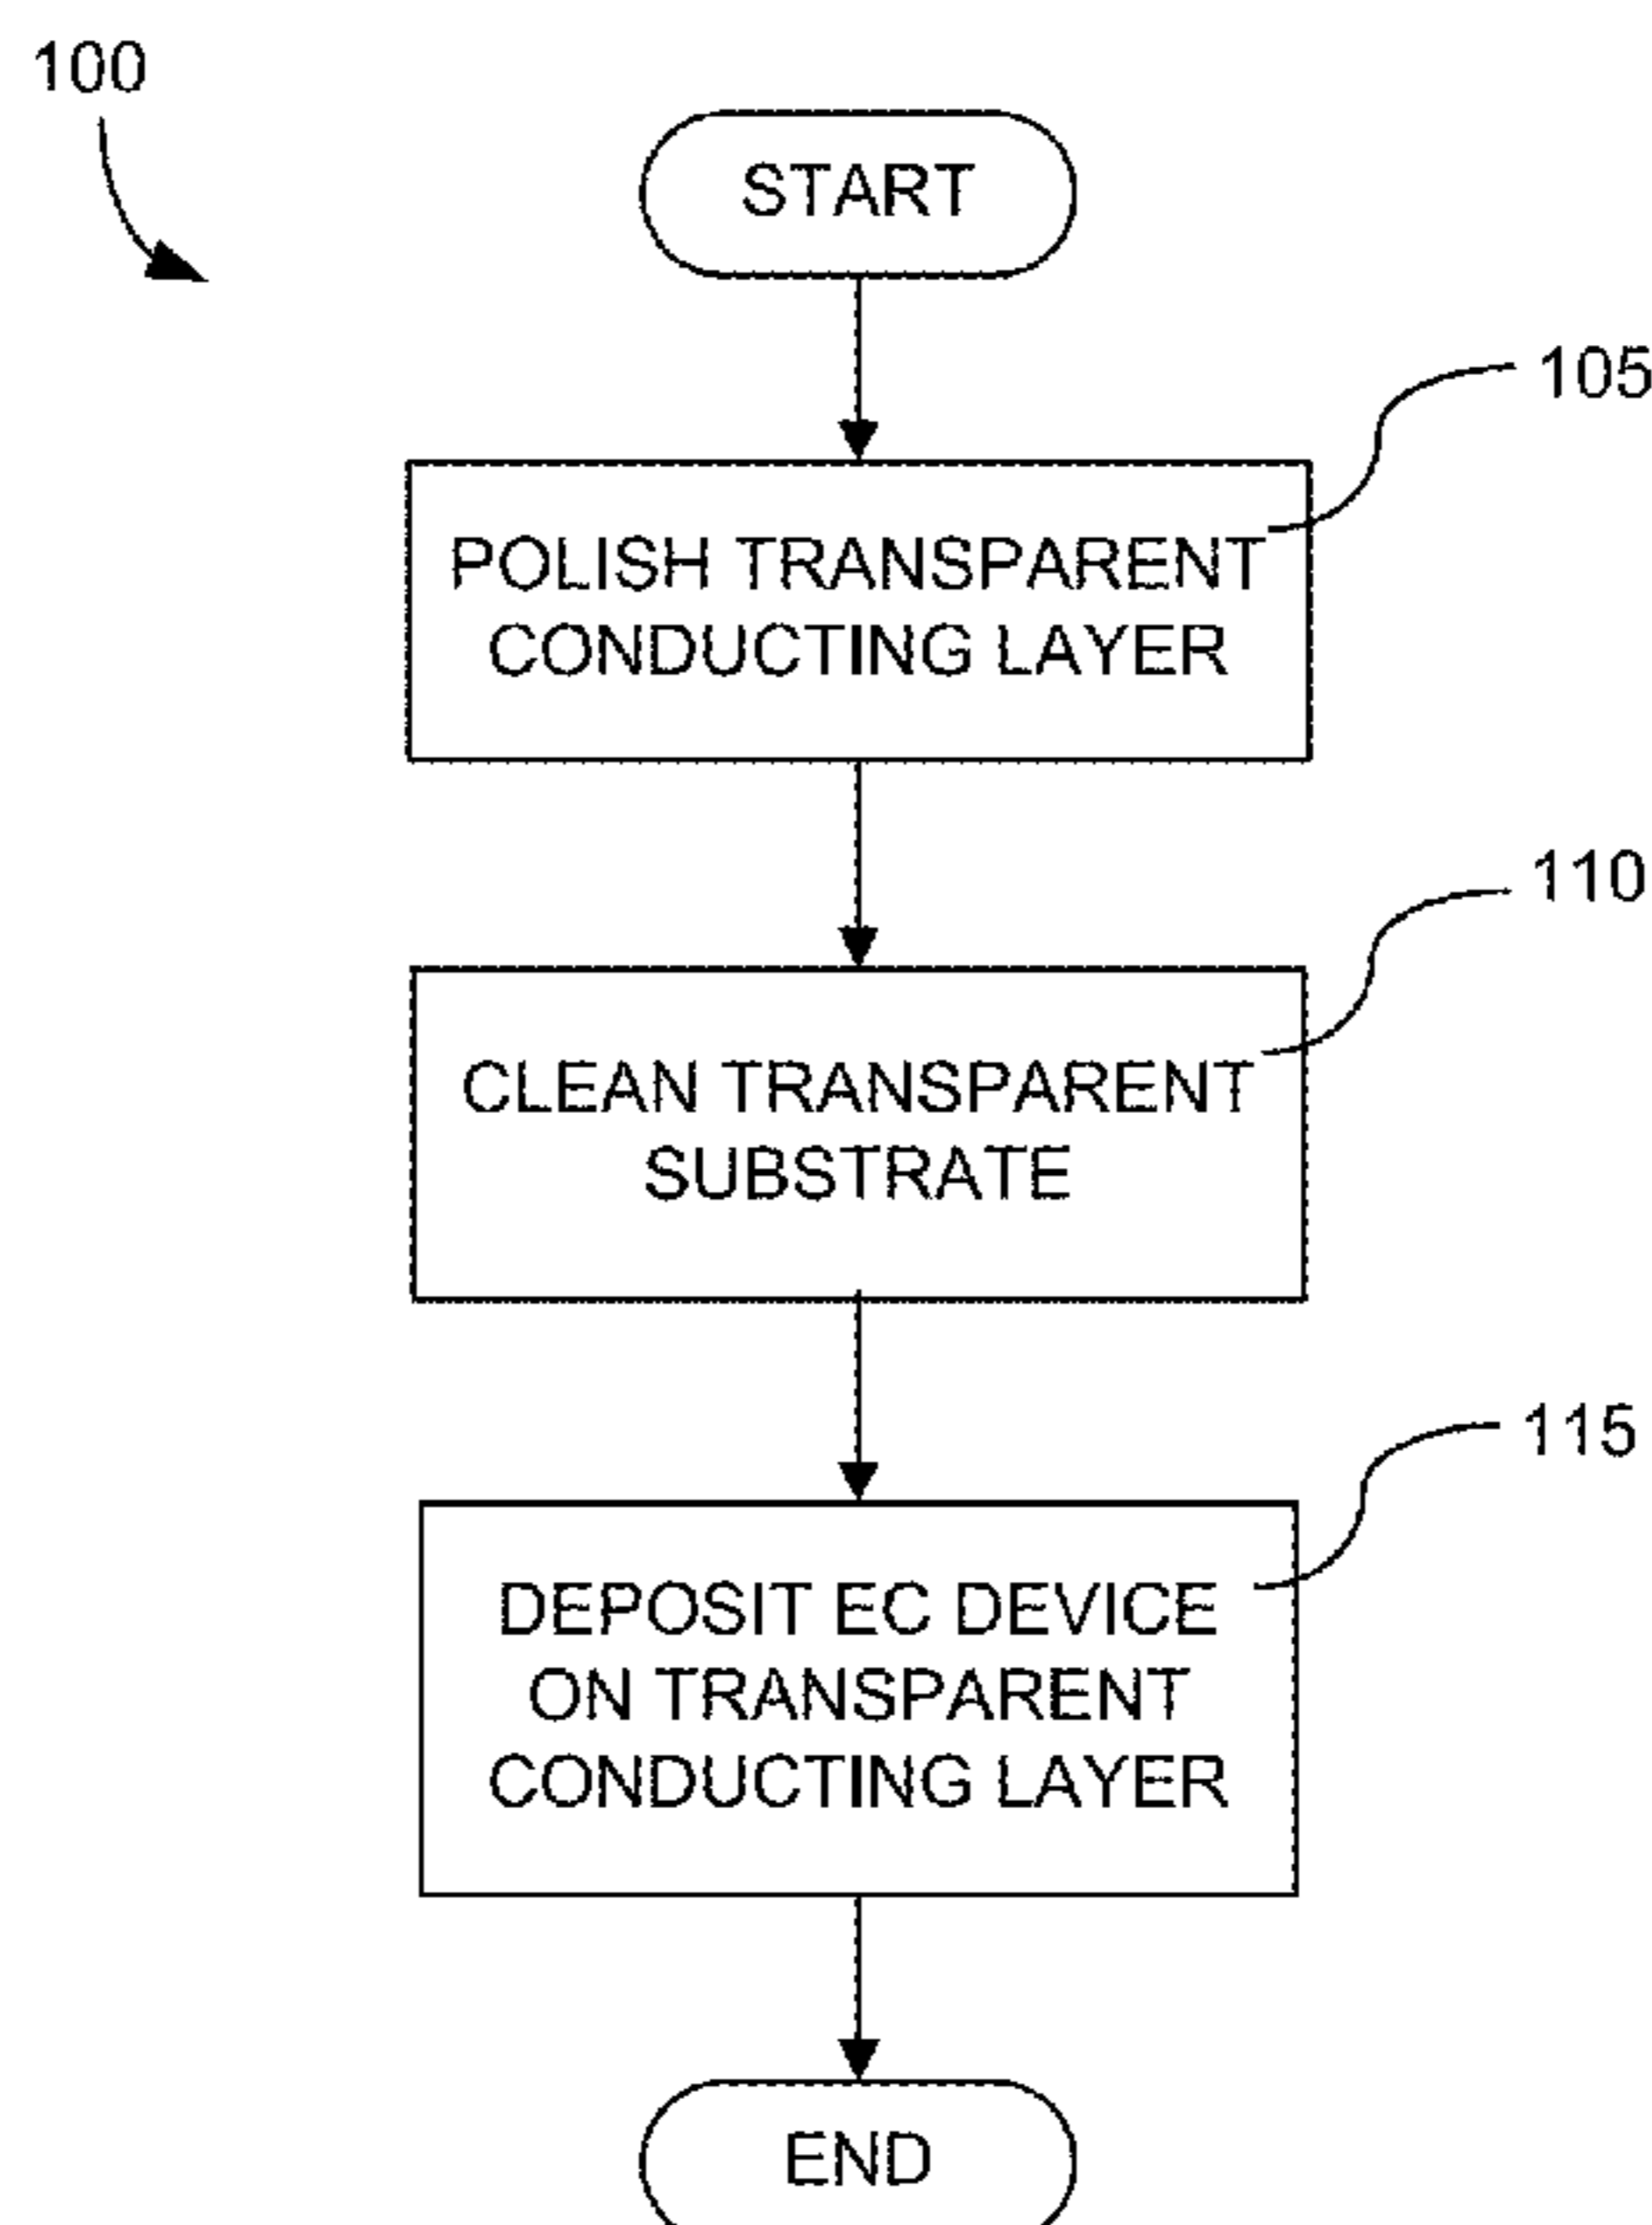 100
START
105
POLISH TRANSPARENT
CONDUCTING LAYER
110
CLEAN TRANSPARENT
SUBSTRATE
115
DEPOSIT EC DEVICE
ON TRANSPARENT
CONDUCTING LAYER
END